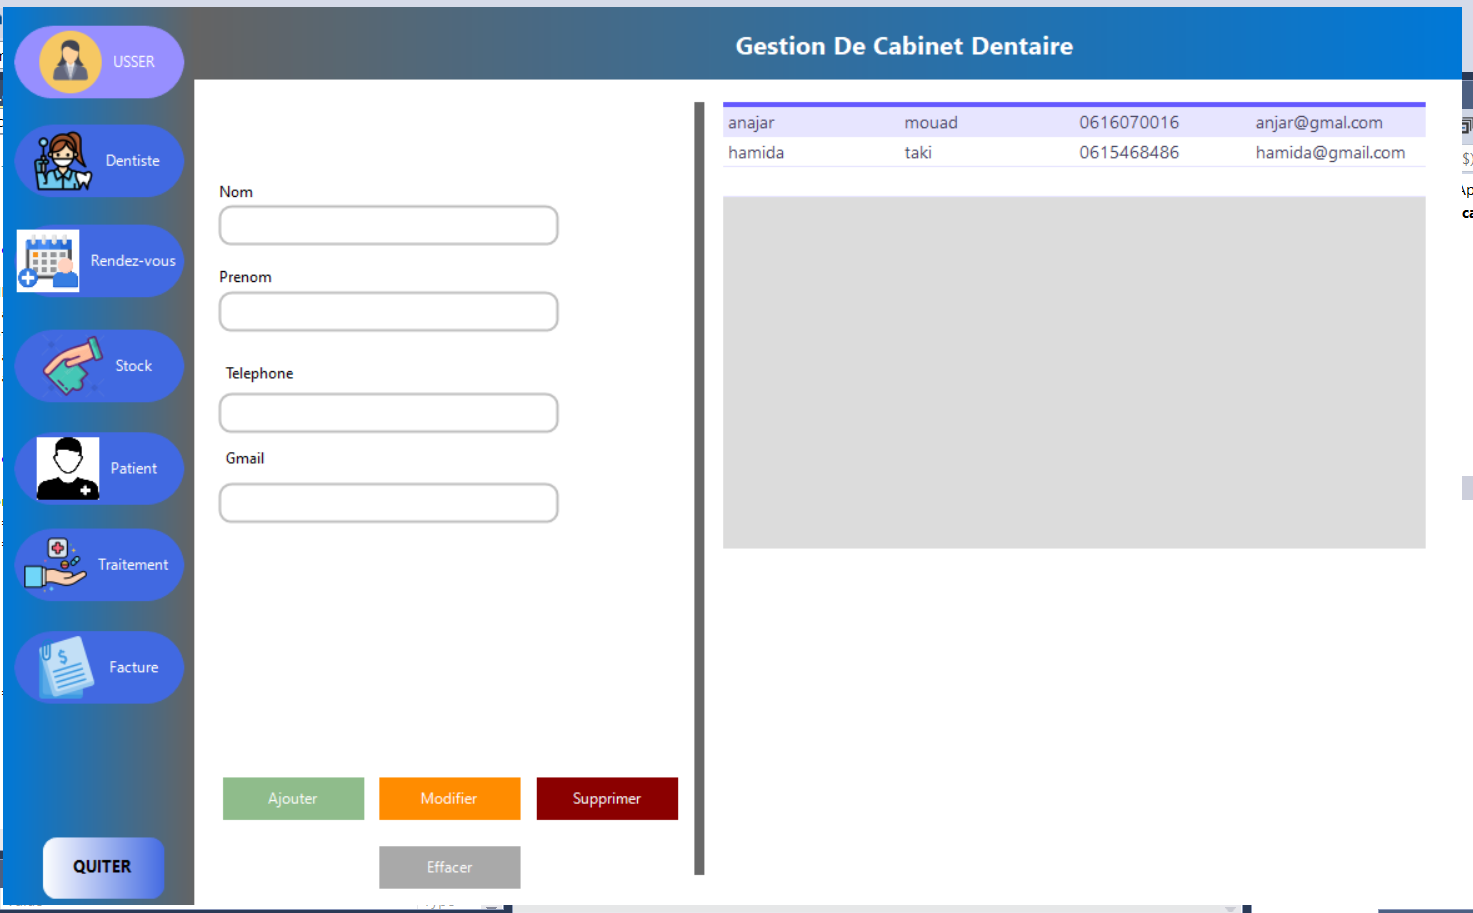 Gestion De Cabinet Dentaire
USSER
Dentiste
Rendez-vous
Stock
Patient
Traitement
Facture
QUITER
Nom
Prenom
Telephone
Gmail
Ajouter
Modifier
Supprimer
Effacer
anajar mouad 0616070016 anjar@gmal.com
hamida taki 0615468486 hamida@gmail.com